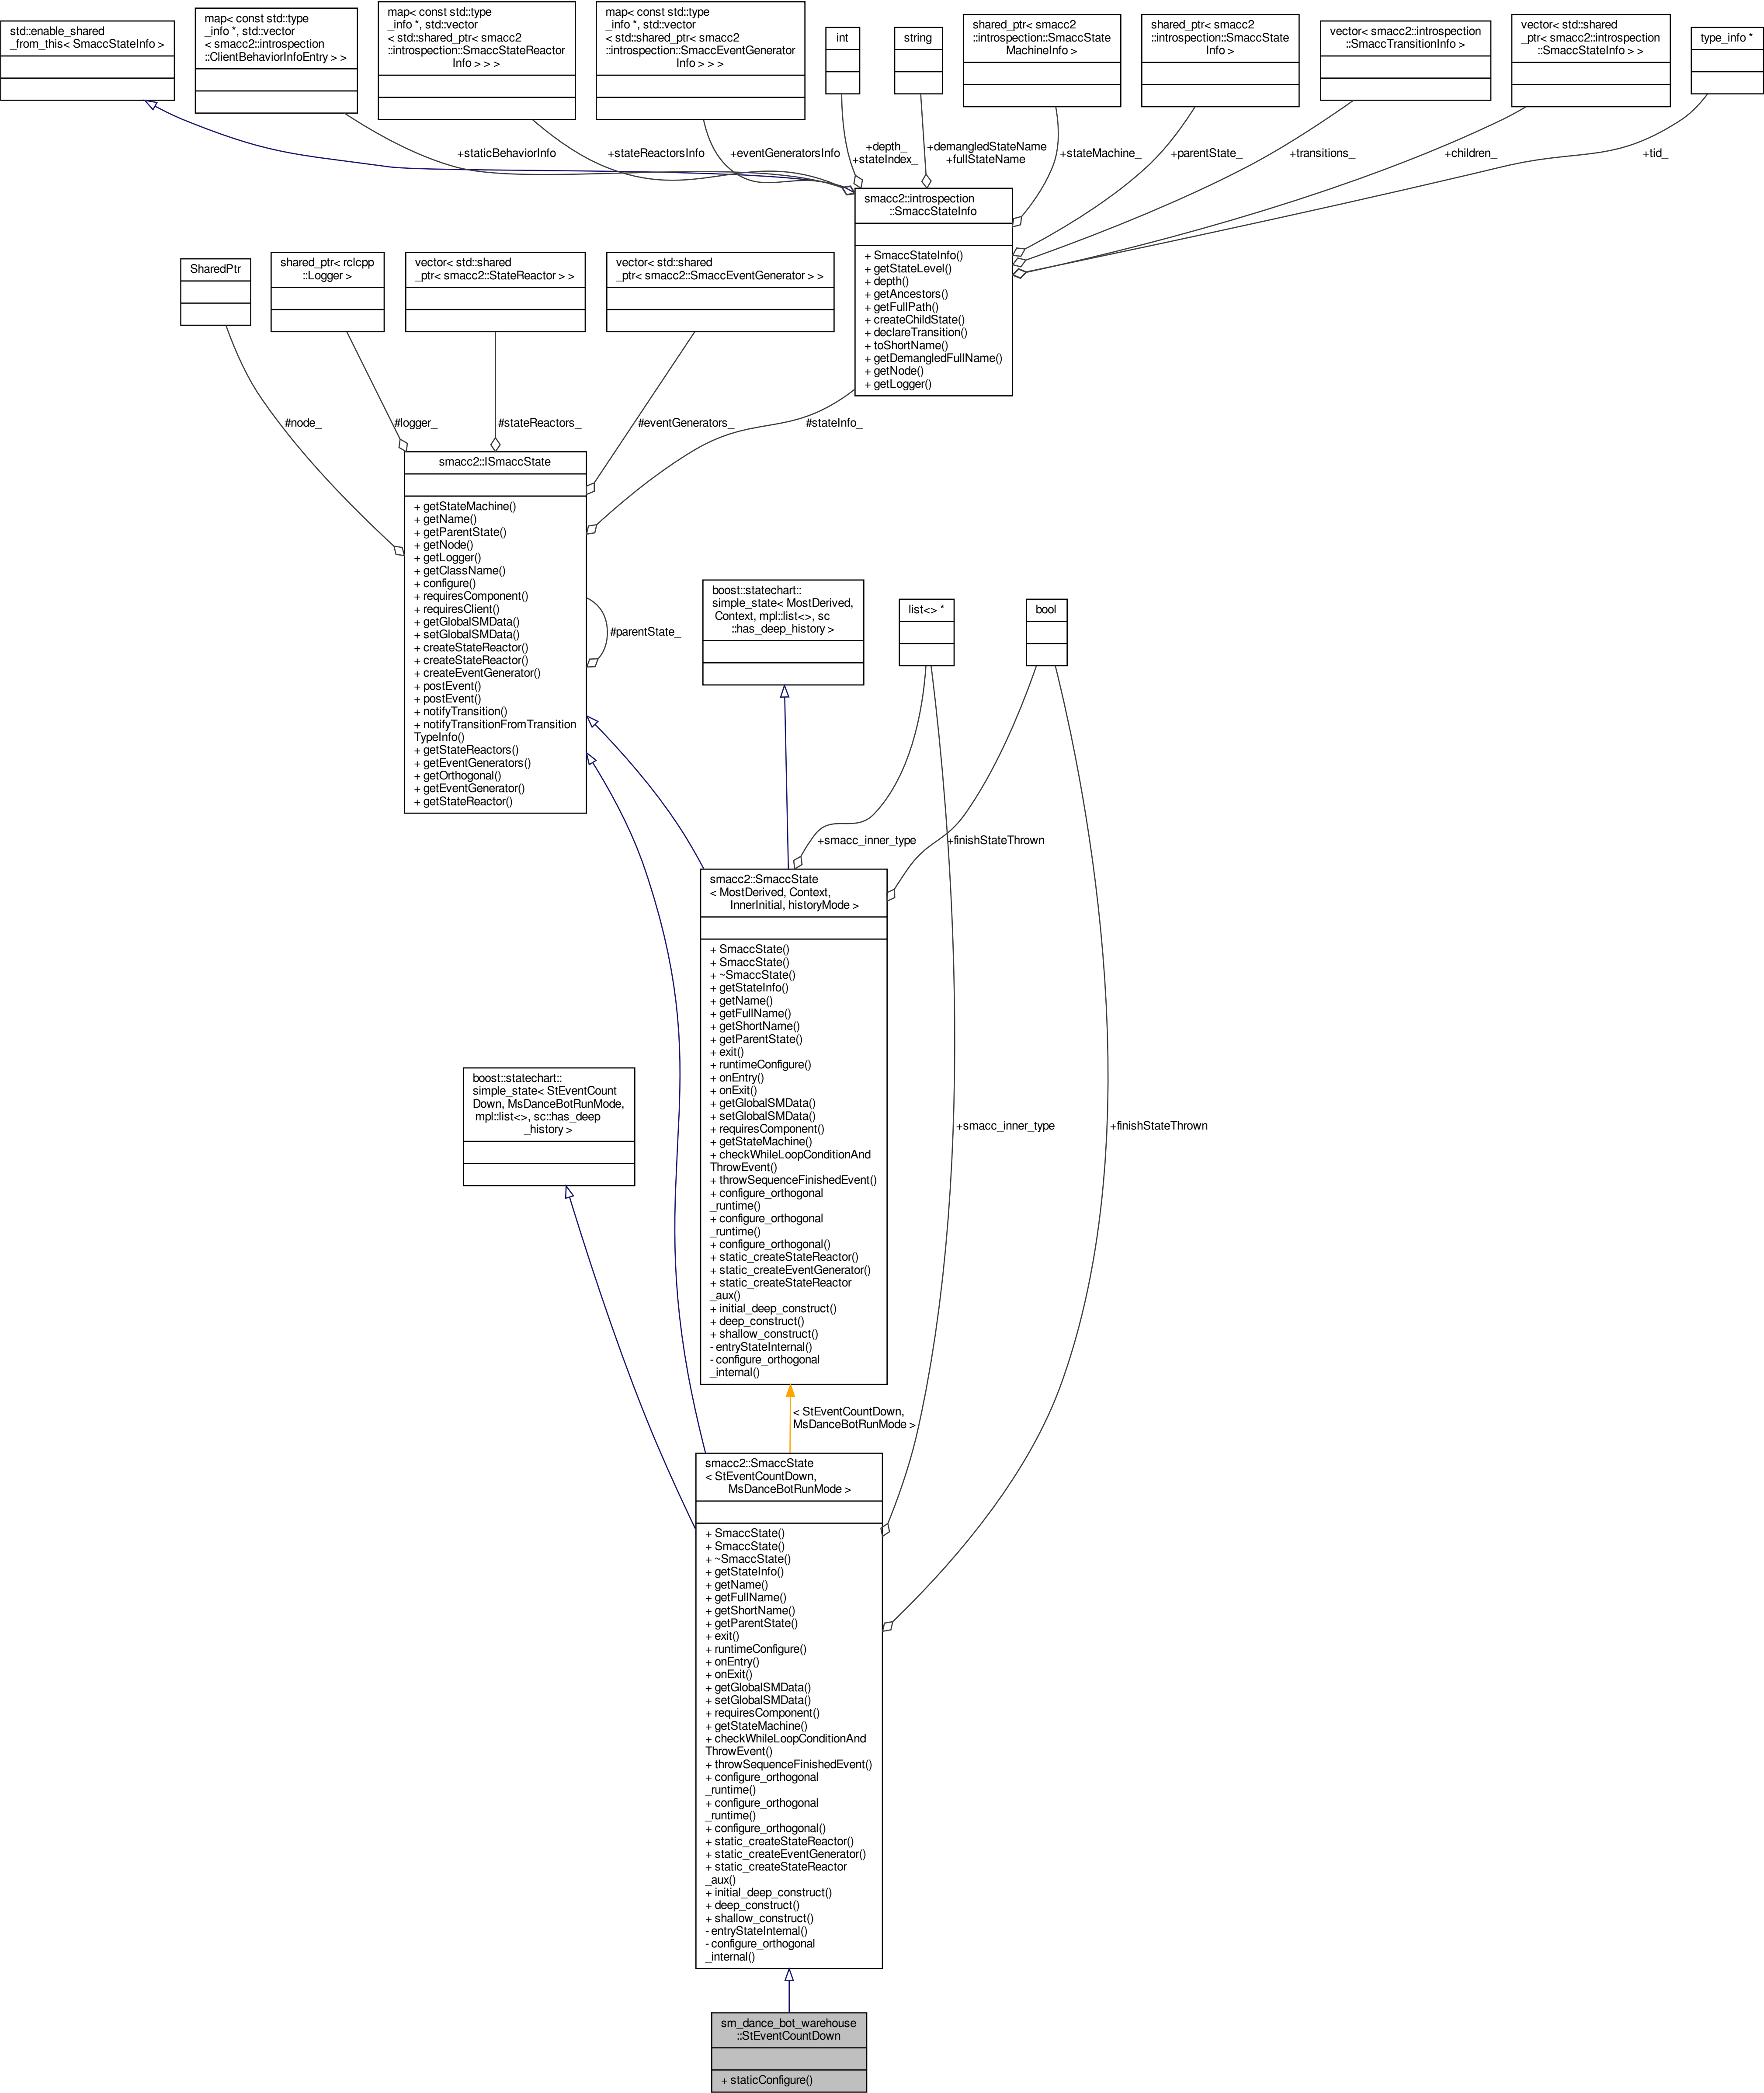 std::enable_shared
_from_this< SmaccStateInfo >
map< const std::type
_info *, std::vector
< smacc2::introspection
::ClientBehaviorInfoEntry > >
map< const std::type
_info *, std::vector
< std::shared_ptr< smacc2
::introspection::SmaccStateReactor
Info > > >
map< const std::type
_info *, std::vector
< std::shared_ptr< smacc2
::introspection::SmaccEventGenerator
Info > > >
int
string
shared_ptr< smacc2
::introspection::SmaccState
MachineInfo >
shared_ptr< smacc2
::introspection::SmaccState
Info >
vector< smacc2::introspection
::SmaccTransitionInfo >
vector< std::shared
_ptr< smacc2::introspection
::SmaccStateInfo > >
type_info *
+staticBehaviorInfo
+stateReactorsInfo
+eventGeneratorsInfo
+depth_
+stateIndex_
+demangledStateName
+fullStateName
+stateMachine_
+parentState_
+transitions_
+children_
+tid_
smacc2::introspection
::SmaccStateInfo
+ SmaccStateInfo()
+ getStateLevel()
+ depth()
+ getAncestors()
+ getFullPath()
+ createChildState()
+ declareTransition()
+ toShortName()
+ getDemangledFullName()
+ getNode()
+ getLogger()
SharedPtr
shared_ptr< rclcpp
::Logger >
vector< std::shared
_ptr< smacc2::StateReactor > >
vector< std::shared
_ptr< smacc2::SmaccEventGenerator > >
#node_
#logger_
#stateReactors_
#eventGenerators_
#stateInfo_
smacc2::ISmaccState
+ getStateMachine()
+ getName()
+ getParentState()
+ getNode()
+ getLogger()
+ getClassName()
+ configure()
+ requiresComponent()
+ requiresClient()
+ getGlobalSMData()
+ setGlobalSMData()
+ createStateReactor()
+ createStateReactor()
+ createEventGenerator()
+ postEvent()
+ postEvent()
+ notifyTransition()
+ notifyTransitionFromTransition
TypeInfo()
+ getStateReactors()
+ getEventGenerators()
+ getOrthogonal()
+ getEventGenerator()
+ getStateReactor()
#parentState_
boost::statechart::
simple_state< MostDerived,
Context, mpl::list<>, sc
::has_deep_history >
list<> *
bool
+smacc_inner_type
+finishStateThrown
smacc2::SmaccState
< MostDerived, Context,
InnerInitial, historyMode >
+ SmaccState()
+ SmaccState()
+ ~SmaccState()
+ getStateInfo()
+ getName()
+ getFullName()
+ getShortName()
+ getParentState()
+ exit()
+ runtimeConfigure()
+ onEntry()
+ onExit()
+ getGlobalSMData()
+ setGlobalSMData()
+ requiresComponent()
+ getStateMachine()
+ checkWhileLoopConditionAnd
ThrowEvent()
+ throwSequenceFinishedEvent()
+ configure_orthogonal
_runtime()
+ configure_orthogonal
_runtime()
+ configure_orthogonal()
+ static_createStateReactor()
+ static_createEventGenerator()
+ static_createStateReactor
_aux()
+ initial_deep_construct()
+ deep_construct()
+ shallow_construct()
- entryStateInternal()
- configure_orthogonal
_internal()
boost::statechart::
simple_state< StEventCount
Down, MsDanceBotRunMode,
mpl::list<>, sc::has_deep
_history >
+smacc_inner_type
+finishStateThrown
< StEventCountDown,
MsDanceBotRunMode >
smacc2::SmaccState
< StEventCountDown,
MsDanceBotRunMode >
+ SmaccState()
+ SmaccState()
+ ~SmaccState()
+ getStateInfo()
+ getName()
+ getFullName()
+ getShortName()
+ getParentState()
+ exit()
+ runtimeConfigure()
+ onEntry()
+ onExit()
+ getGlobalSMData()
+ setGlobalSMData()
+ requiresComponent()
+ getStateMachine()
+ checkWhileLoopConditionAnd
ThrowEvent()
+ throwSequenceFinishedEvent()
+ configure_orthogonal
_runtime()
+ configure_orthogonal
_runtime()
+ configure_orthogonal()
+ static_createStateReactor()
+ static_createEventGenerator()
+ static_createStateReactor
_aux()
+ initial_deep_construct()
+ deep_construct()
+ shallow_construct()
- entryStateInternal()
- configure_orthogonal
_internal()
sm_dance_bot_warehouse
::StEventCountDown
+ staticConfigure()